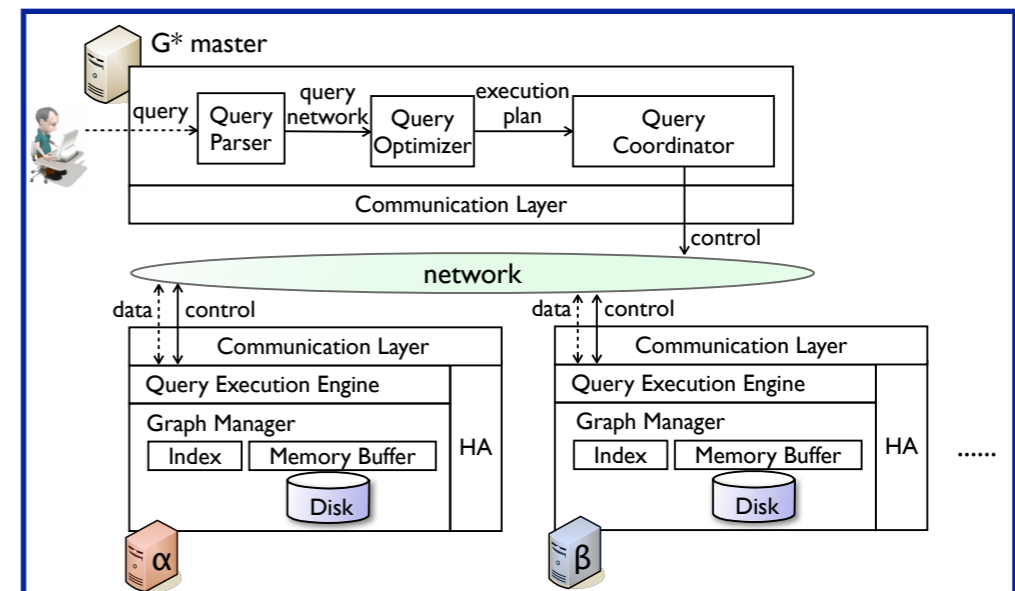 G* master
query
Query
Parser
query
network
Query
Optimizer
execution
plan
Query
Coordinator
Communication Layer
control
network
data
control
data
control
Communication Layer
Query Execution Engine
Graph Manager
Index
Memory Buffer
Disk
HA
α
Communication Layer
Query Execution Engine
Graph Manager
Index
Memory Buffer
Disk
HA
β
......